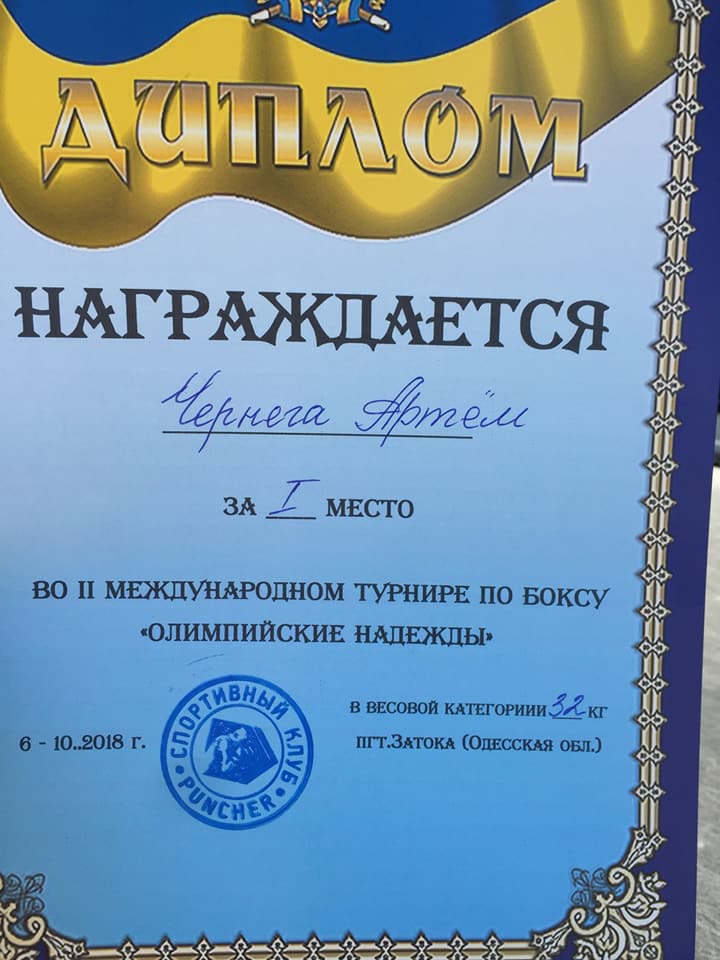 ДИПЛОМ
НАГРАЖДАЕТСЯ
Чернега Артём
ЗА I МЕСТО
ВО II МЕЖДУНАРОДНОМ ТУРНИРЕ ПО БОКСУ
«ОЛИМПИЙСКИЕ НАДЕЖДЫ»
В ВЕСОВОЙ КАТЕГОРИИИ 32 КГ
6 - 10..2018 г. ПГТ.ЗАТОКА (ОДЕССКАЯ ОБЛ.)
СПОРТИВНЫЙ КЛУБ
PUNCHER